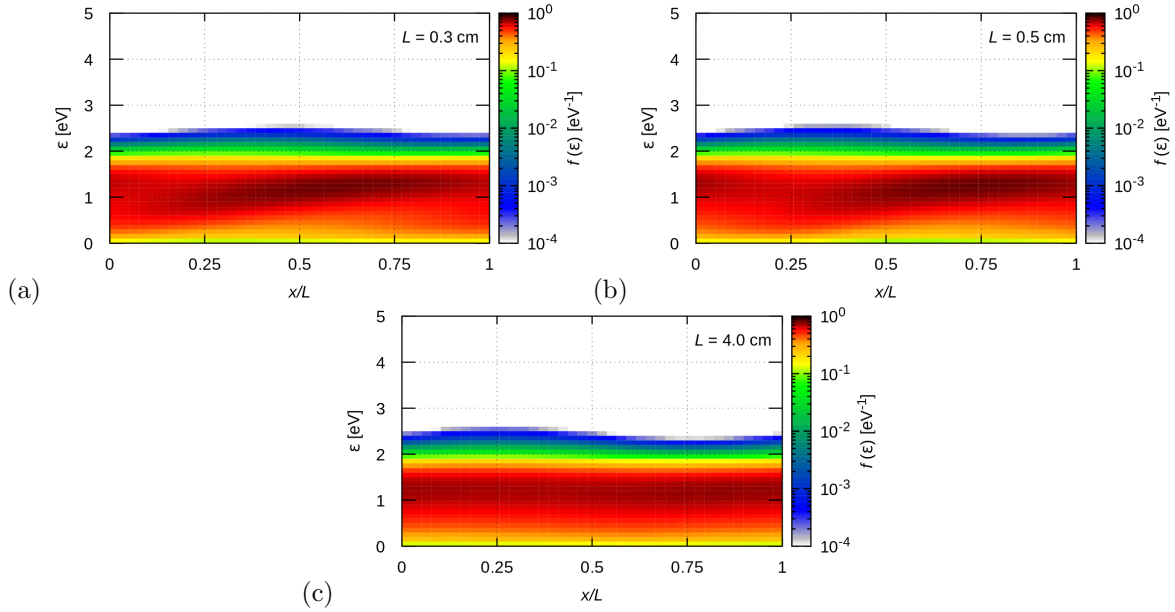 5
4
3
2
1
0
ε [eV]
L = 0.3 cm
0 0.25 0.5 0.75 1
x/L
10^0
10^-1
10^-2
10^-3
10^-4
f (ε) [eV^-1]
(a)
5
4
3
2
1
0
ε [eV]
L = 0.5 cm
0 0.25 0.5 0.75 1
x/L
10^0
10^-1
10^-2
10^-3
10^-4
f (ε) [eV^-1]
(b)
5
4
3
2
1
0
ε [eV]
L = 4.0 cm
0 0.25 0.5 0.75 1
x/L
10^0
10^-1
10^-2
10^-3
10^-4
f (ε) [eV^-1]
(c)